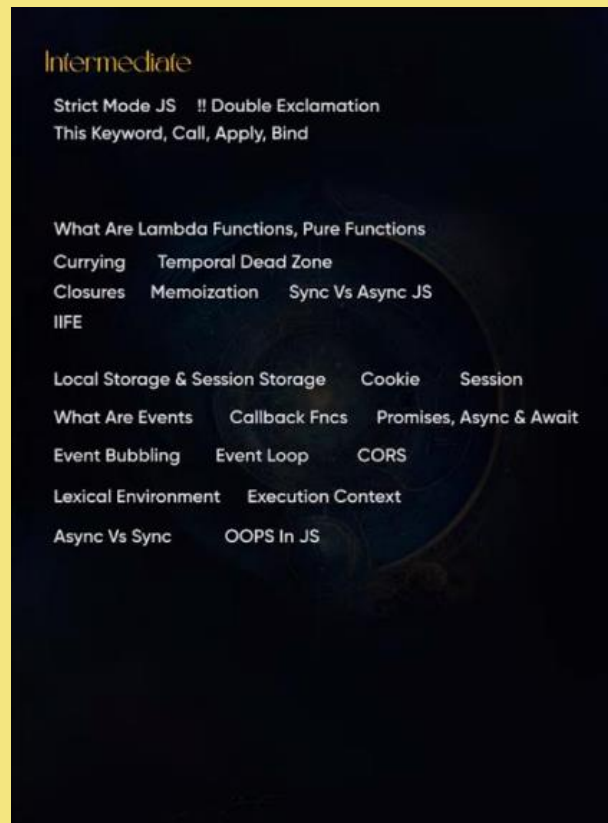 Intermediate
Strict Mode JS !! Double Exclamation
This Keyword, Call, Apply, Bind
What Are Lambda Functions, Pure Functions
Currying Temporal Dead Zone
Closures Memoization Sync Vs Async JS
IIFE
Local Storage & Session Storage Cookie Session
What Are Events Callback Fncs Promises, Async & Await
Event Bubbling Event Loop CORS
Lexical Environment Execution Context
Async Vs Sync OOPS In JS